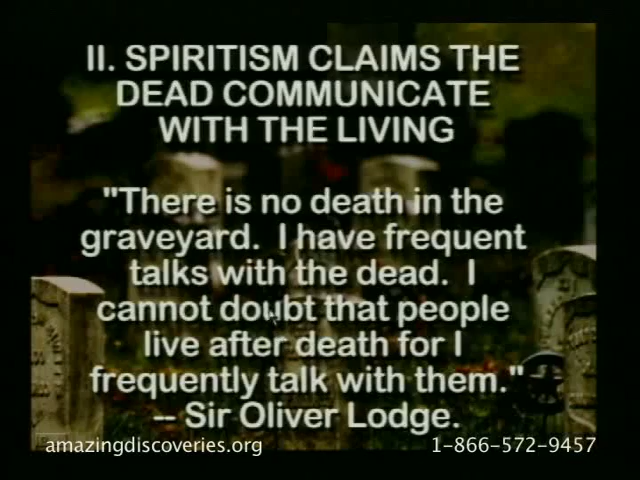 II. SPIRITISM CLAIMS THE
DEAD COMMUNICATE
WITH THE LIVING
"There is no death in the
graveyard. I have frequent
talks with the dead. I
cannot doubt that people
live after death for I
frequently talk with them."
-- Sir Oliver Lodge.
amazingdiscoveries.org 1-866-572-9457